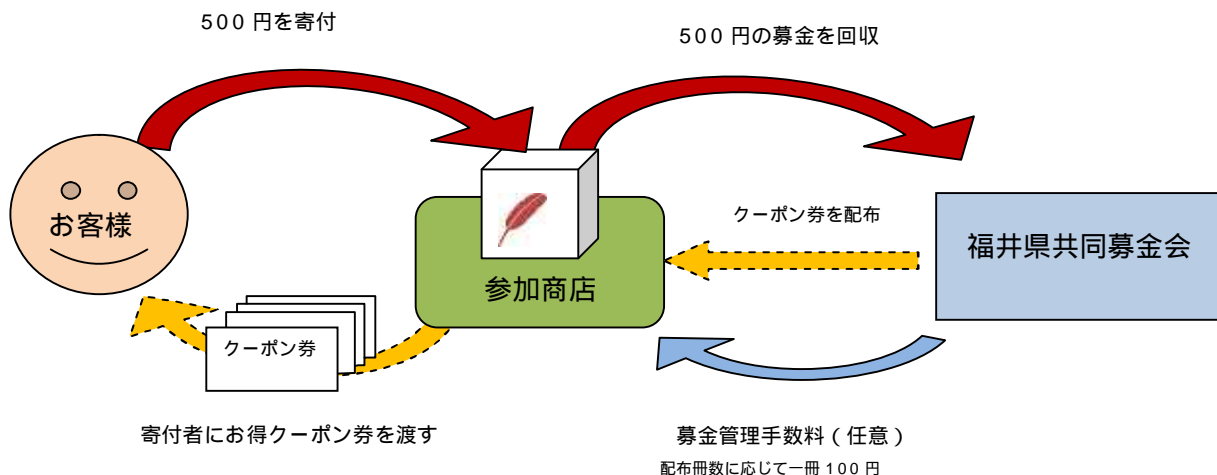 500円を寄付
500円の募金を回収
お客様
クーポン券を配布
福井県共同募金会
参加商店
クーポン券
寄付者にお得クーポン券を渡す
募金管理手数料(任意)
配布冊数に応じて一冊100円